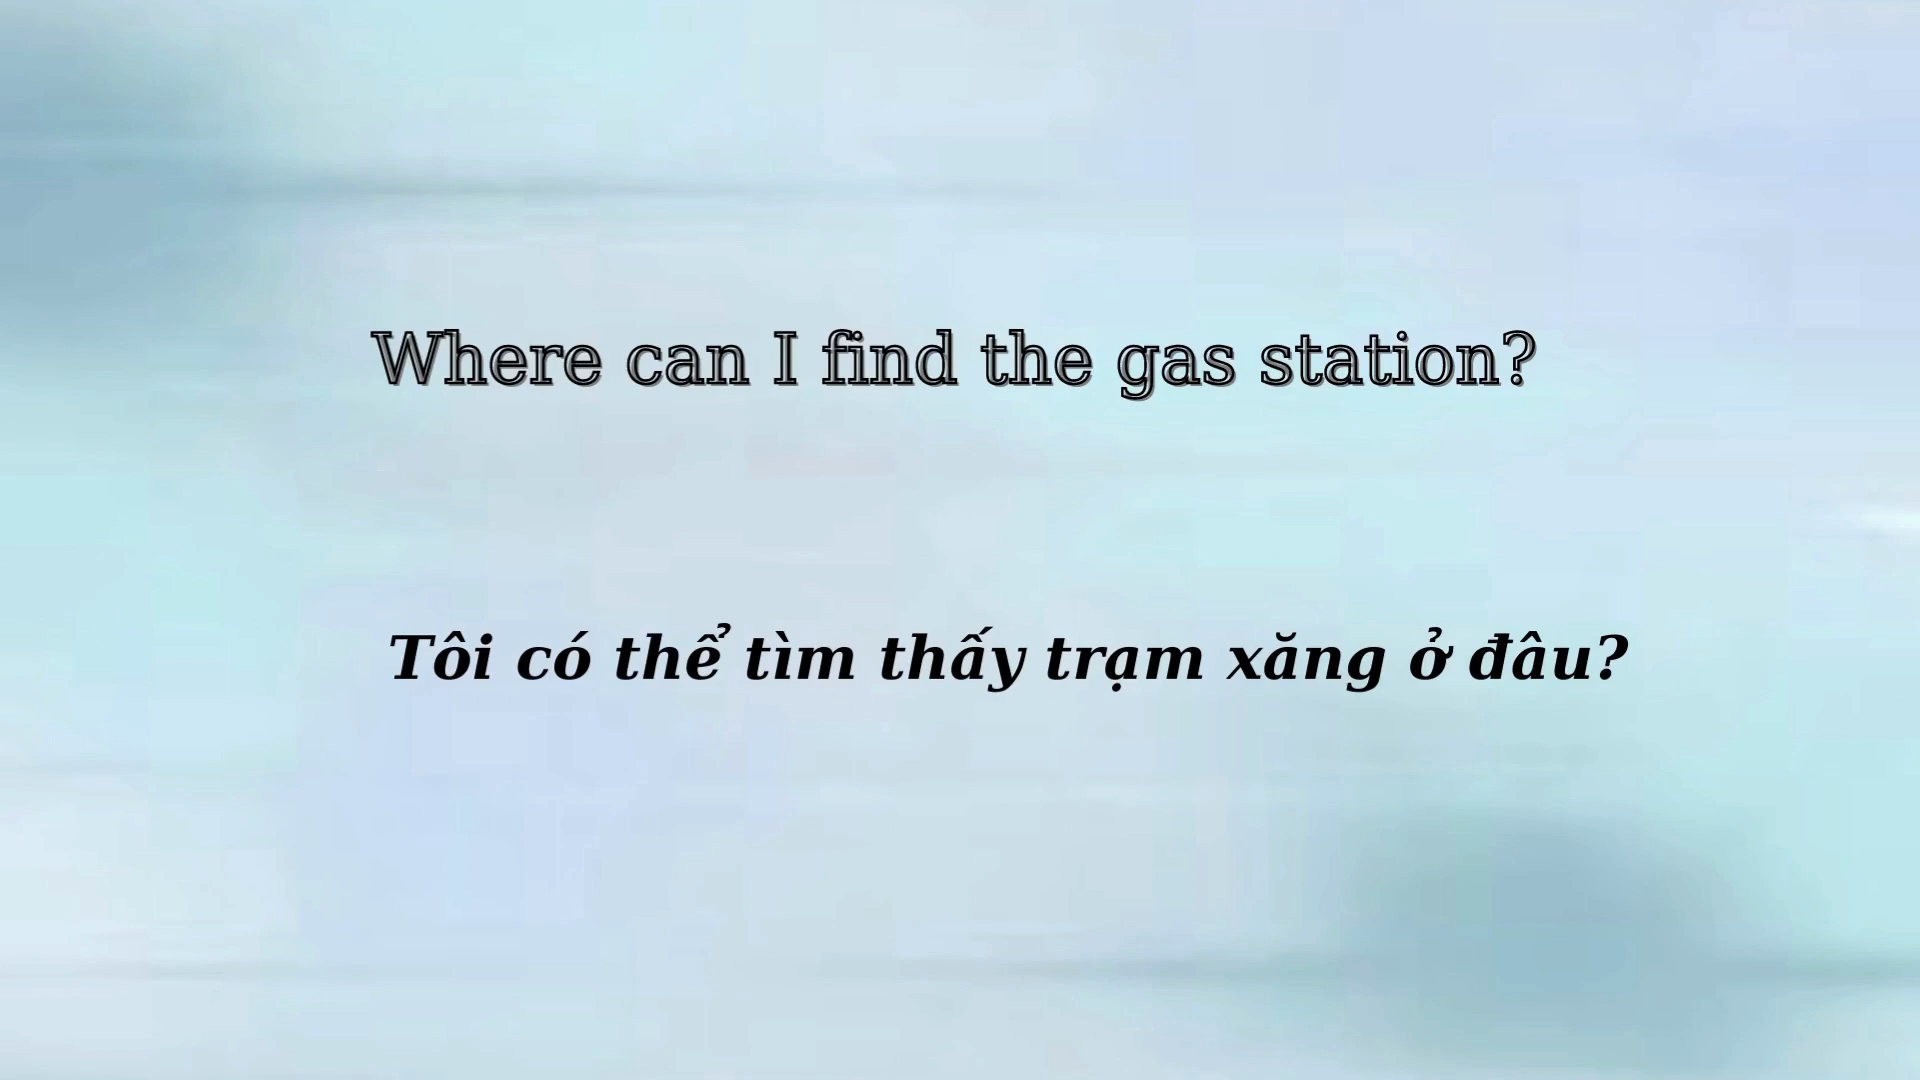 Where can I find the gas station?
Tôi có thể tìm thấy trạm xăng ở đâu?